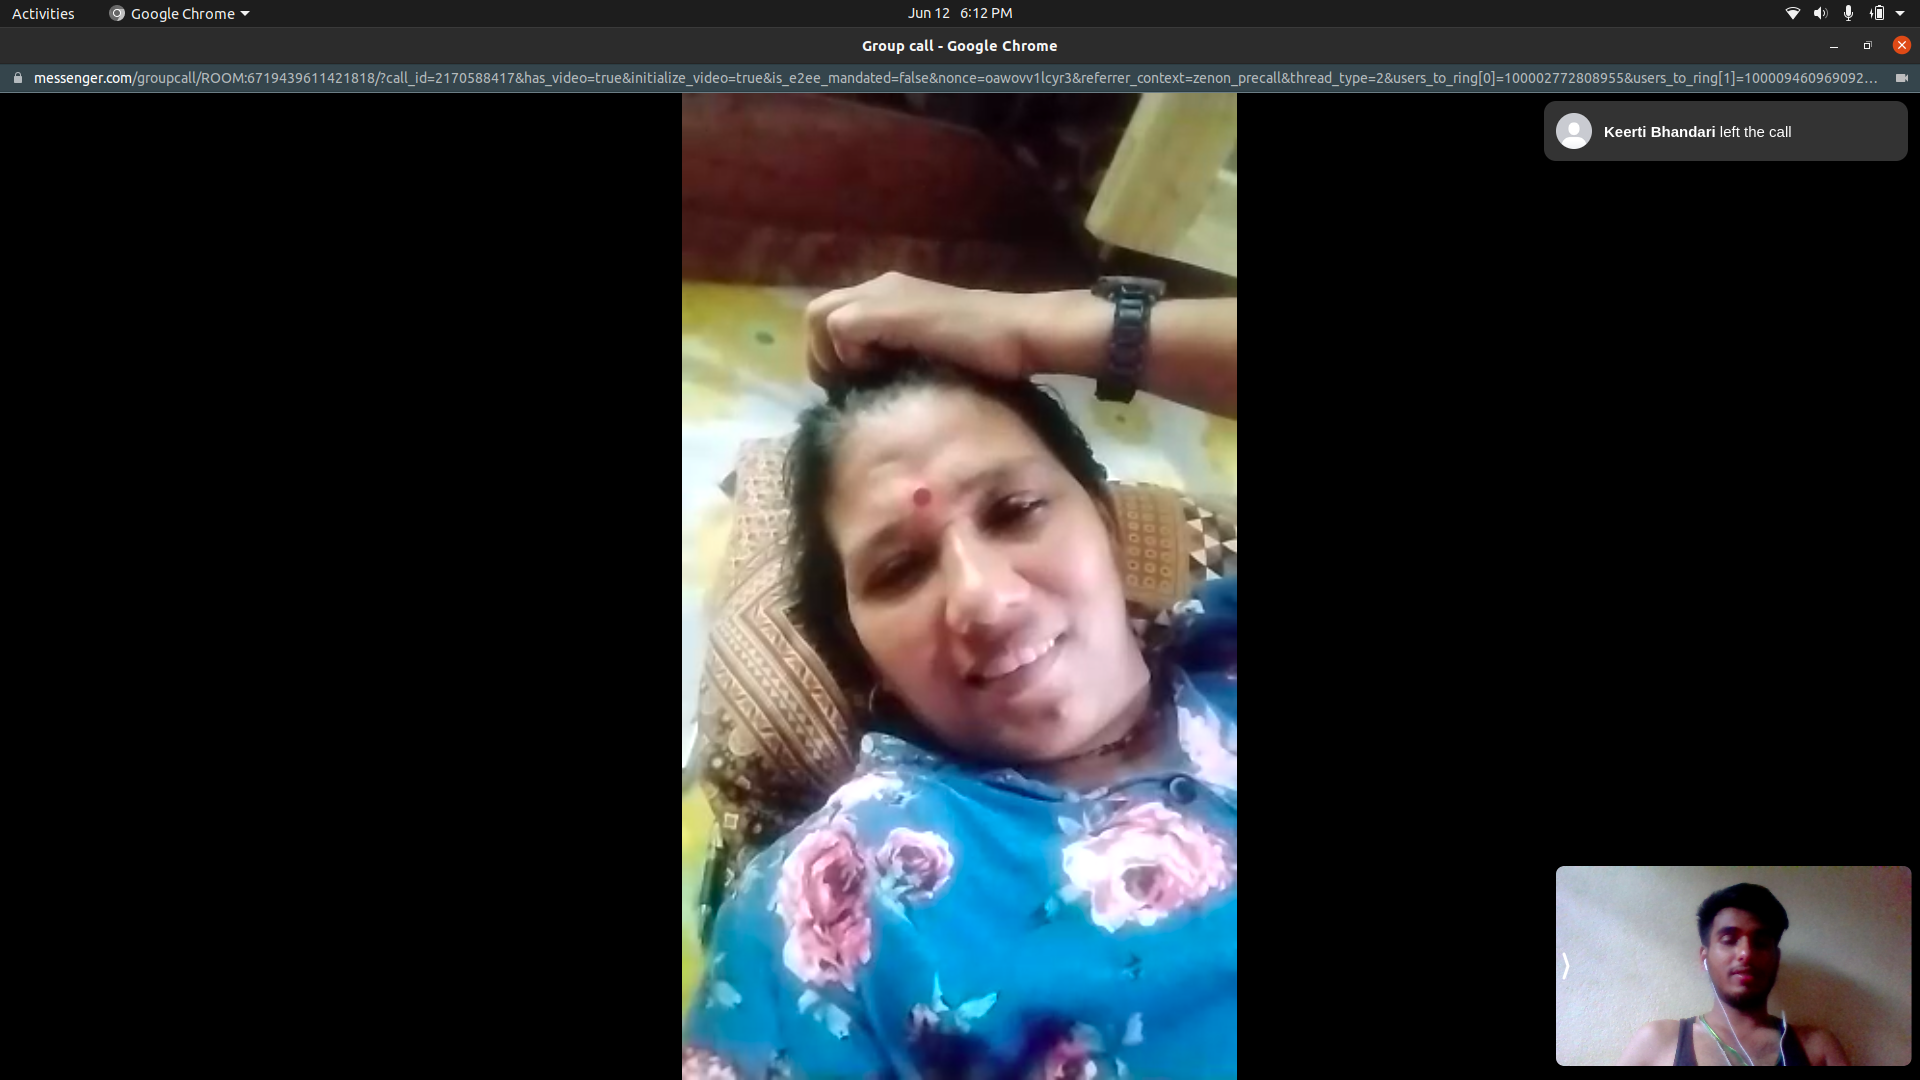 Activities
Google Chrome
Jun 12 6:12 PM
Group call - Google Chrome
messenger.com/groupcall/ROOM:6719439611421818/?call_id=2170588417&has_video=true&initialize_video=true&is_e2ee_mandated=false&nonce=oawovv1lcyr3&referrer_context=zenon_precall&thread_type=2&users_to_ring[0]=100002772808955&users_to_ring[1]=100009460969092...
Keerti Bhandari left the call